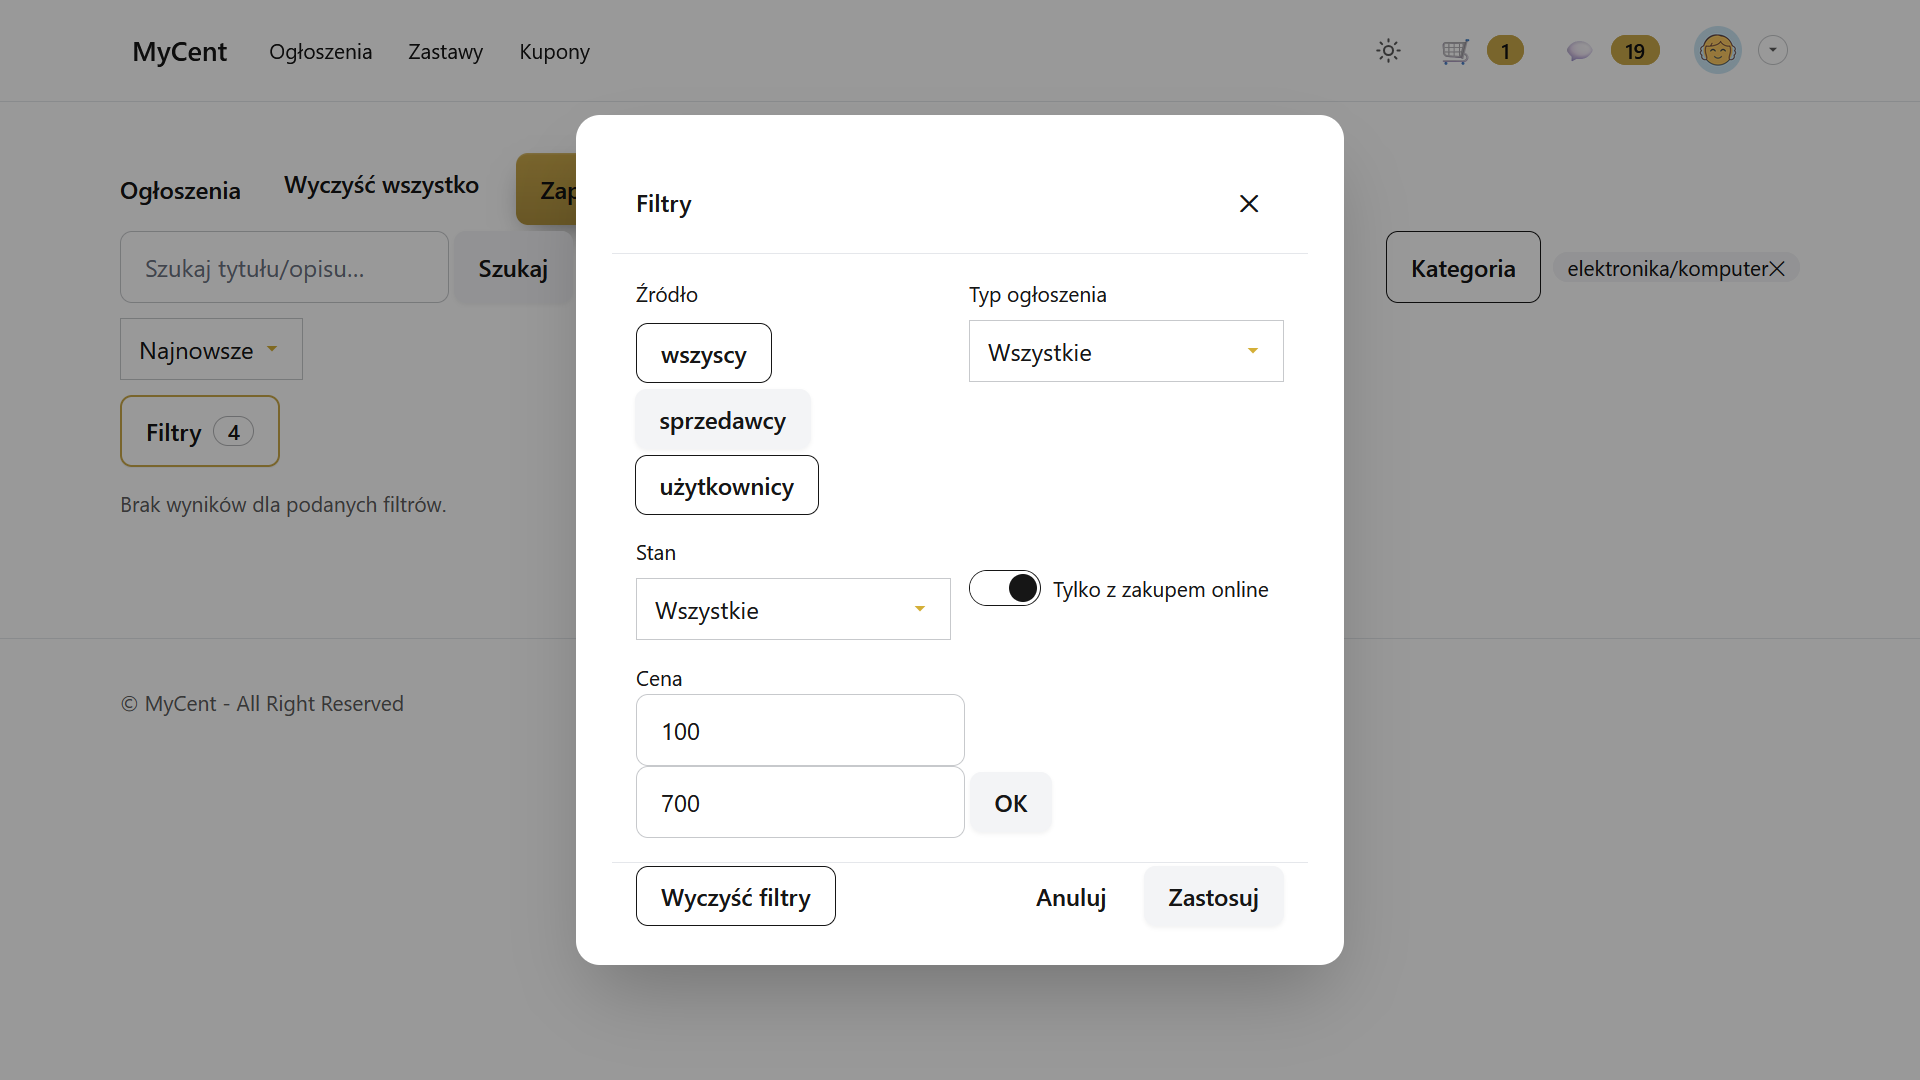 MyCent Ogłoszenia Zastawy Kupony 1 19
Ogłoszenia Wyczyść wszystko
Szukaj tytułu/opisu... Szukaj Kategoria elektronika/komputer
Najnowsze
Filtry 4
Brak wyników dla podanych filtrów.
© MyCent - All Right Reserved
Filtry
Źródło
wszyscy
sprzedawcy
użytkownicy
Typ ogłoszenia
Wszystkie
Stan
Wszystkie
Tylko z zakupem online
Cena
100
700 OK
Wyczyść filtry Anuluj Zastosuj